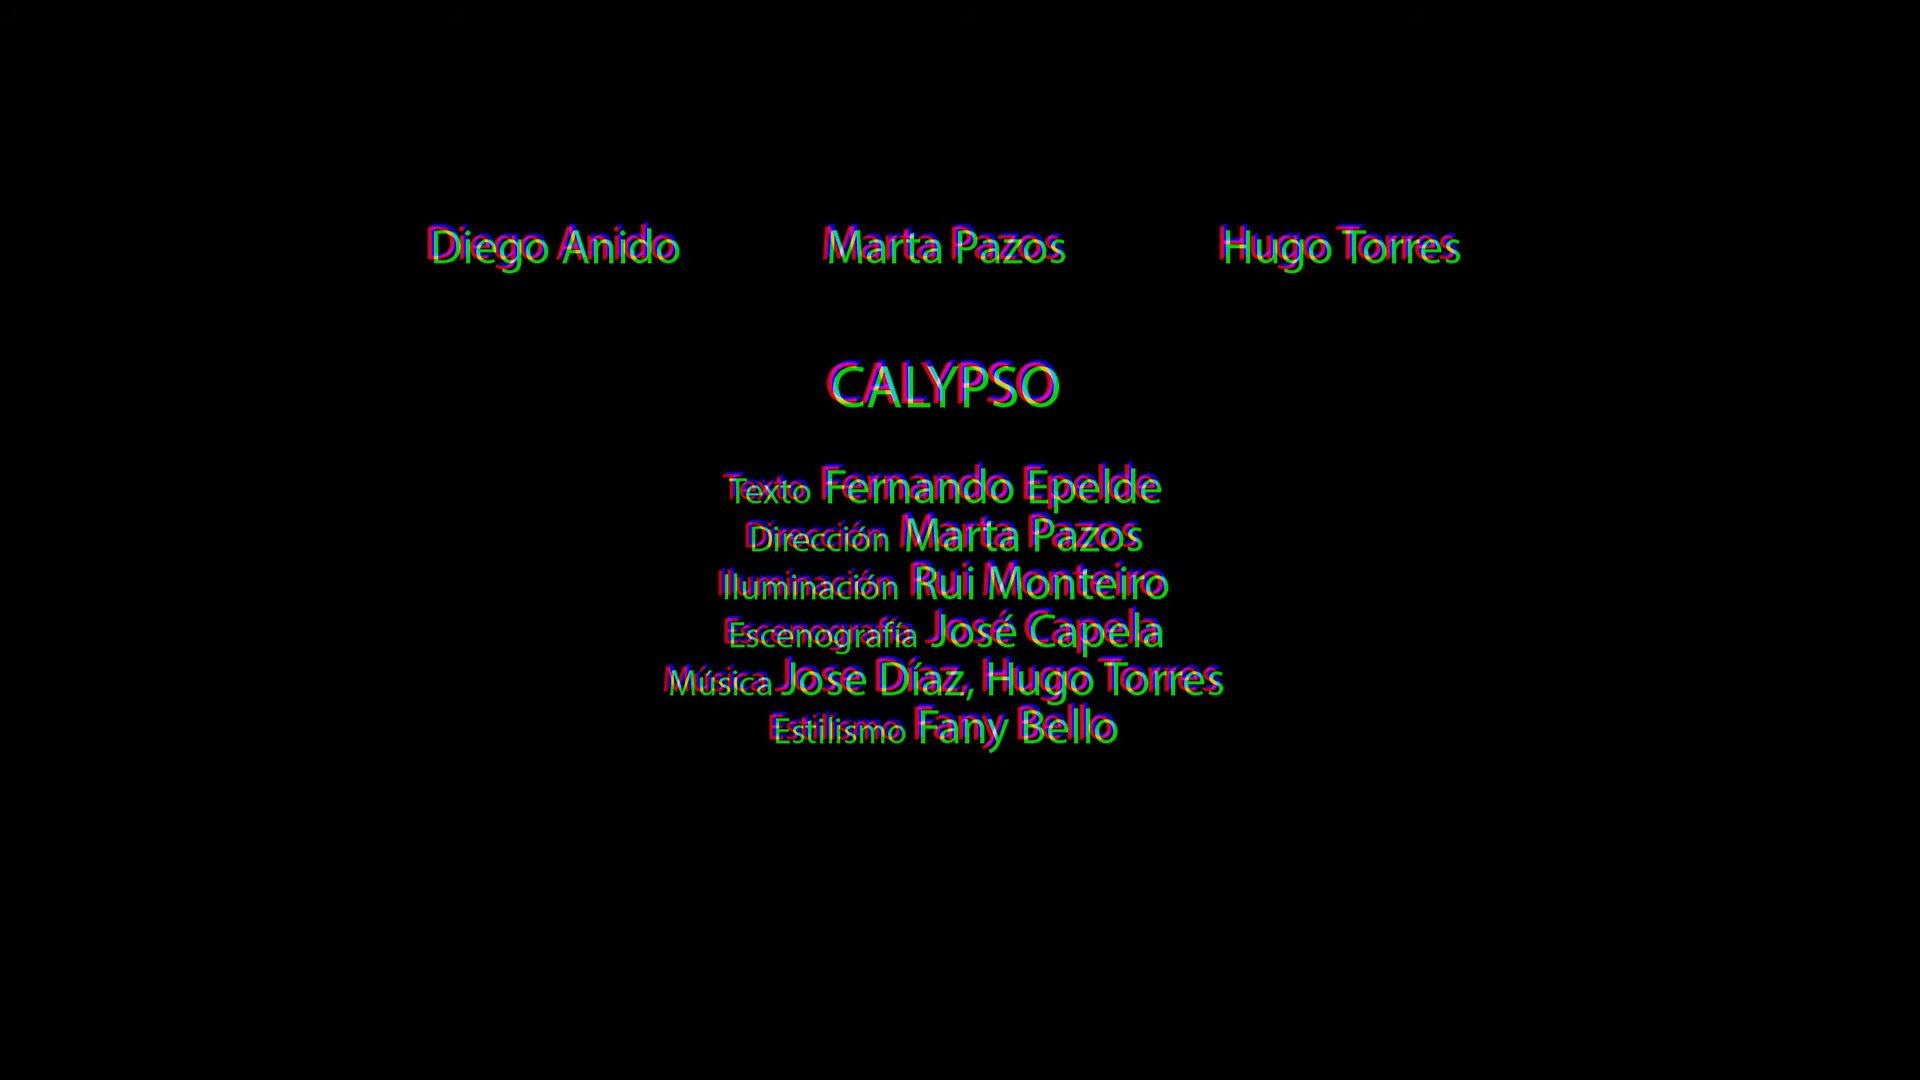 Diego Anido Marta Pazos Hugo Torres
CALYPSO
Texto Fernando Epelde
Dirección Marta Pazos
Iluminación Rui Monteiro
Escenografía José Capela
Música Jose Díaz, Hugo Torres
Estilismo Fany Bello